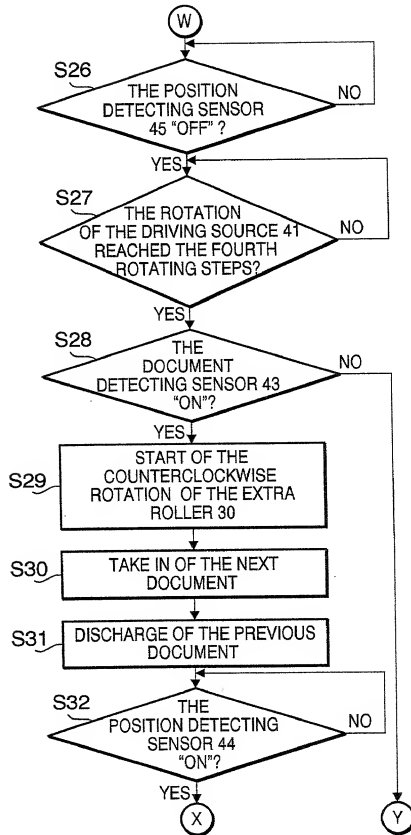 W
S26
THE POSITION
DETECTING SENSOR
45 "OFF" ?
NO
YES
S27
THE ROTATION
OF THE DRIVING SOURCE 41
REACHED THE FOURTH
ROTATING STEPS?
NO
YES
S28
THE
DOCUMENT
DETECTING SENSOR 43
"ON"?
NO
YES
S29
START OF THE
COUNTERCLOCKWISE
ROTATION OF THE EXTRA
ROLLER 30
S30
TAKE IN OF THE NEXT
DOCUMENT
S31
DISCHARGE OF THE PREVIOUS
DOCUMENT
S32
THE
POSITION DETECTING
SENSOR 44
"ON"?
NO
YES
X
Y